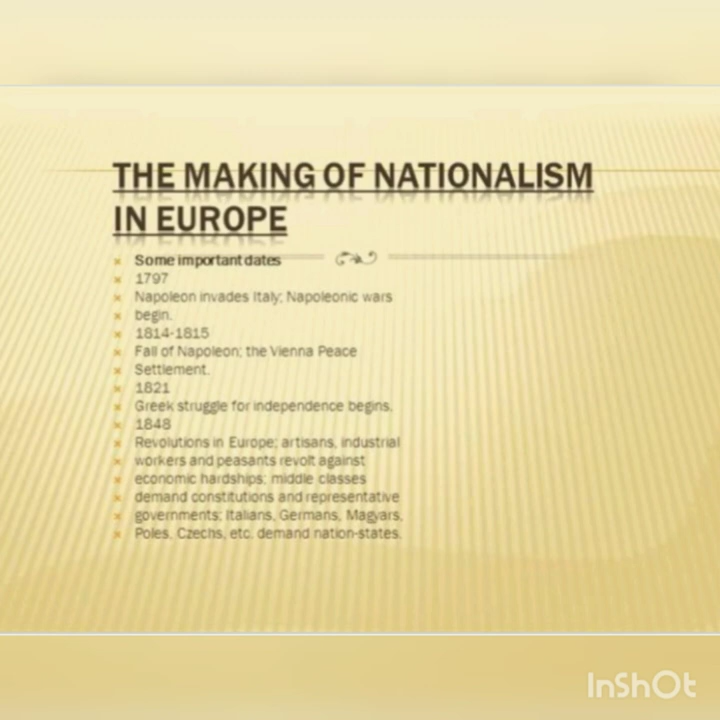 THE MAKING OF NATIONALISM
IN EUROPE
Some important dates
1797
Napoleon invades Italy; Napoleonic wars
begin.
1814-1815
Fall of Napoleon; the Vienna Peace
Settlement.
1821
Greek struggle for independence begins.
1848
Revolutions in Europe; artisans, industrial
workers and peasants revolt against
economic hardships; middle classes
demand constitutions and representative
governments; Italians, Germans, Magyars,
Poles, Czechs, etc. demand nation-states.
InShOt